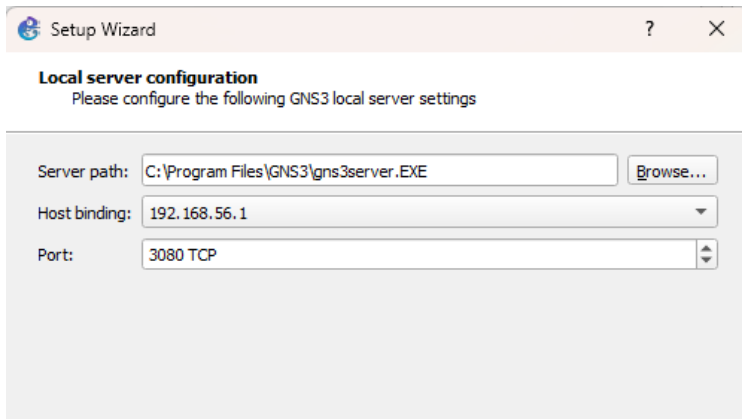 Setup Wizard
?
Local server configuration
Please configure the following GNS3 local server settings
Server path: C:\Program Files\GNS3\gns3server.EXE Browse...
Host binding: 192.168.56.1
Port: 3080 TCP